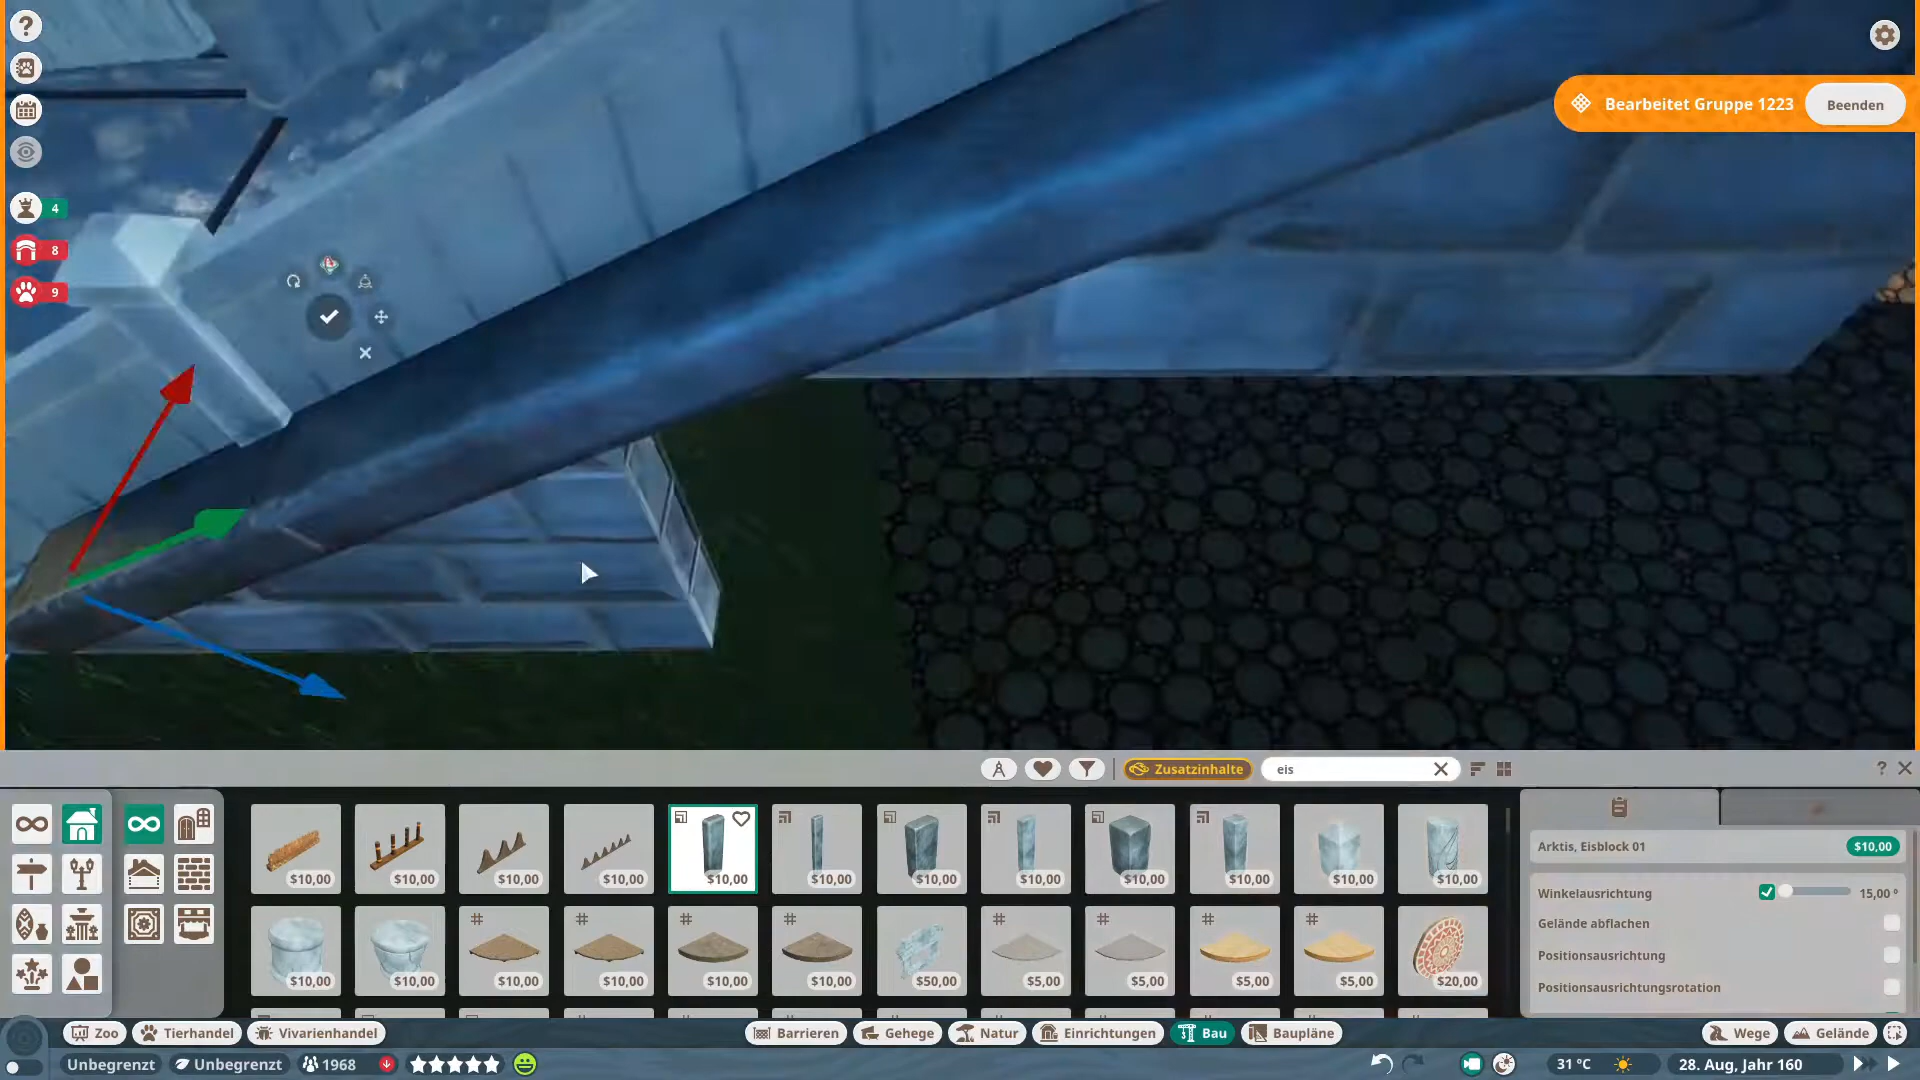 ?
Bearbeitet Gruppe 1223
Beenden
4
8
9
Zusatzinhalte
eis
?
$10,00 $10,00 $10,00 $10,00 $10,00 $10,00 $10,00 $10,00 $10,00 $10,00 $10,00 $10,00
$10,00 $10,00 $10,00 $10,00 $10,00 $10,00 $50,00 $5,00 $5,00 $5,00 $5,00 $20,00
Arktis, Eisblock 01
$10,00
Winkelausrichtung
15,00 °
Gelände abflachen
Positionsausrichtung
Positionsausrichtungsrotation
Zoo
Tierhandel
Vivarienhandel
Barrieren
Gehege
Natur
Einrichtungen
Bau
Baupläne
Wege
Gelände
Unbegrenzt
Unbegrenzt
1968
31 °C
28. Aug, Jahr 160